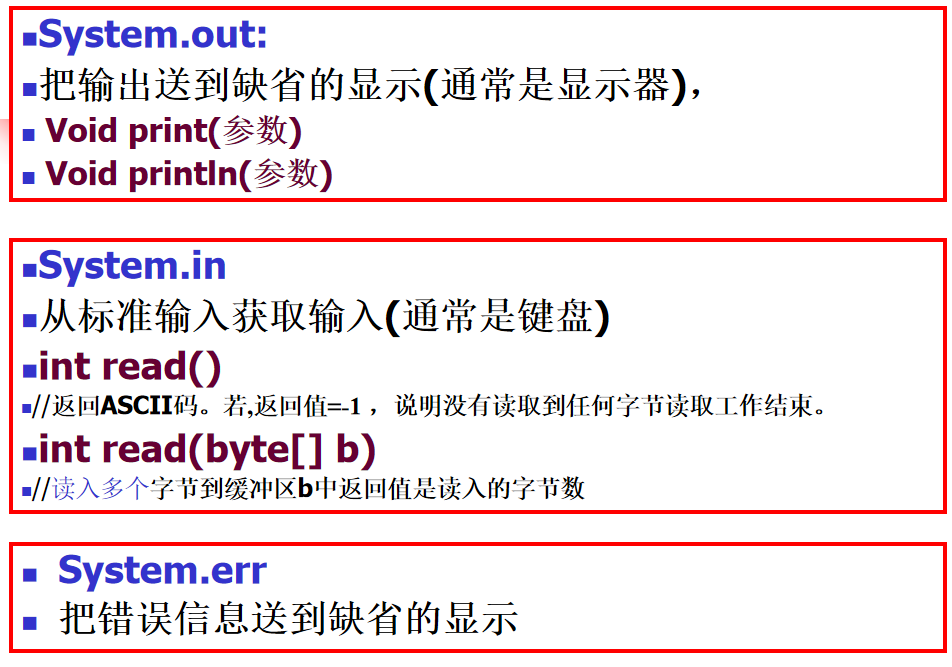 System.out:
把输出送到缺省的显示(通常是显示器)，
Void print(参数)
Void println(参数)
System.in
从标准输入获取输入(通常是键盘)
int read()
//返回ASCII码。若,返回值=-1 ，说明没有读取到任何字节读取工作结束。
int read(byte[] b)
//读入多个字节到缓冲区b中返回值是读入的字节数
System.err
把错误信息送到缺省的显示